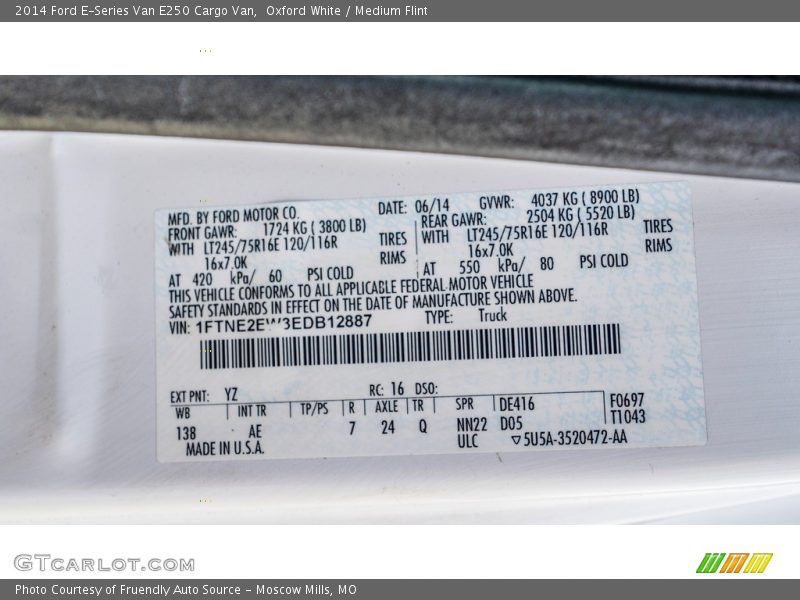 2014 Ford E-Series Van E250 Cargo Van, Oxford White / Medium Flint
MFD. BY FORD MOTOR CO. DATE: 06/14 GVWR: 4037 KG ( 8900 LB)
FRONT GAWR: 1724 KG ( 3800 LB) REAR GAWR: 2504 KG ( 5520 LB)
WITH LT245/75R16E 120/116R TIRES WITH LT245/75R16E 120/116R TIRES
16x7.0K RIMS 16x7.0K RIMS
AT 420 kPa/ 60 PSI COLD AT 550 kPa/ 80 PSI COLD
THIS VEHICLE CONFORMS TO ALL APPLICABLE FEDERAL MOTOR VEHICLE
SAFETY STANDARDS IN EFFECT ON THE DATE OF MANUFACTURE SHOWN ABOVE.
VIN: 1FTNE2EW3EDB12887 TYPE: Truck
EXT PNT: YZ RC: 16 DSO:
WB INT TR TP/PS R AXLE TR SPR DE416 F0697
138 AE 7 24 Q NN22 D05 T1043
MADE IN U.S.A. ULC ▽5U5A-3520472-AA
GTCARLOT.COM
Photo Courtesy of Fruendly Auto Source - Moscow Mills, MO